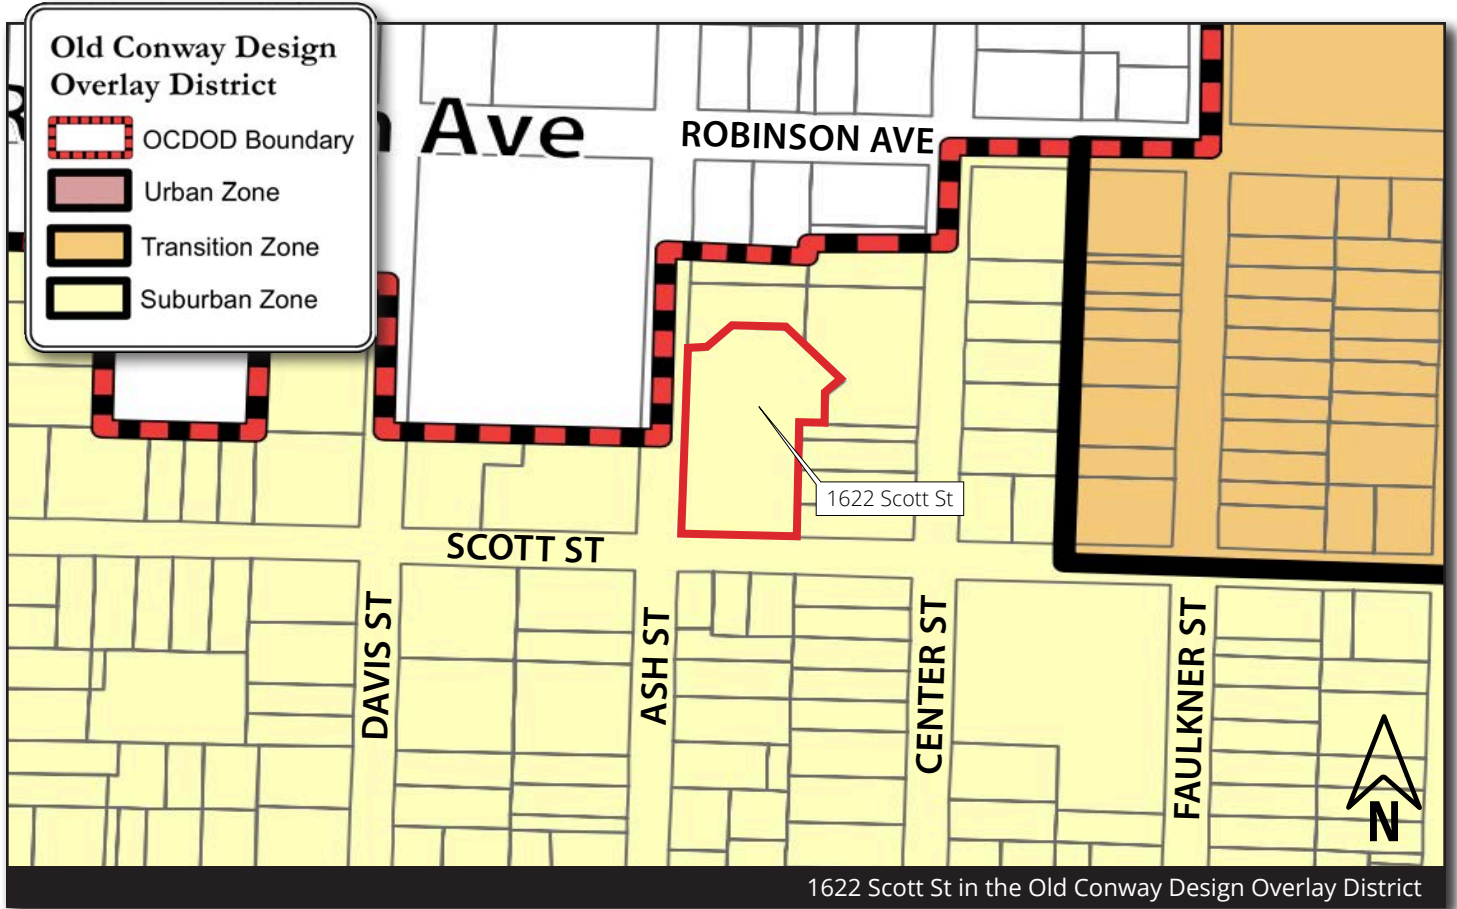 Old Conway Design
Overlay District
OCDOD Boundary
Urban Zone
Transition Zone
Suburban Zone
Ave
ROBINSON AVE
1622 Scott St
SCOTT ST
DAVIS ST
ASH ST
CENTER ST
FAULKNER ST
N
1622 Scott St in the Old Conway Design Overlay District